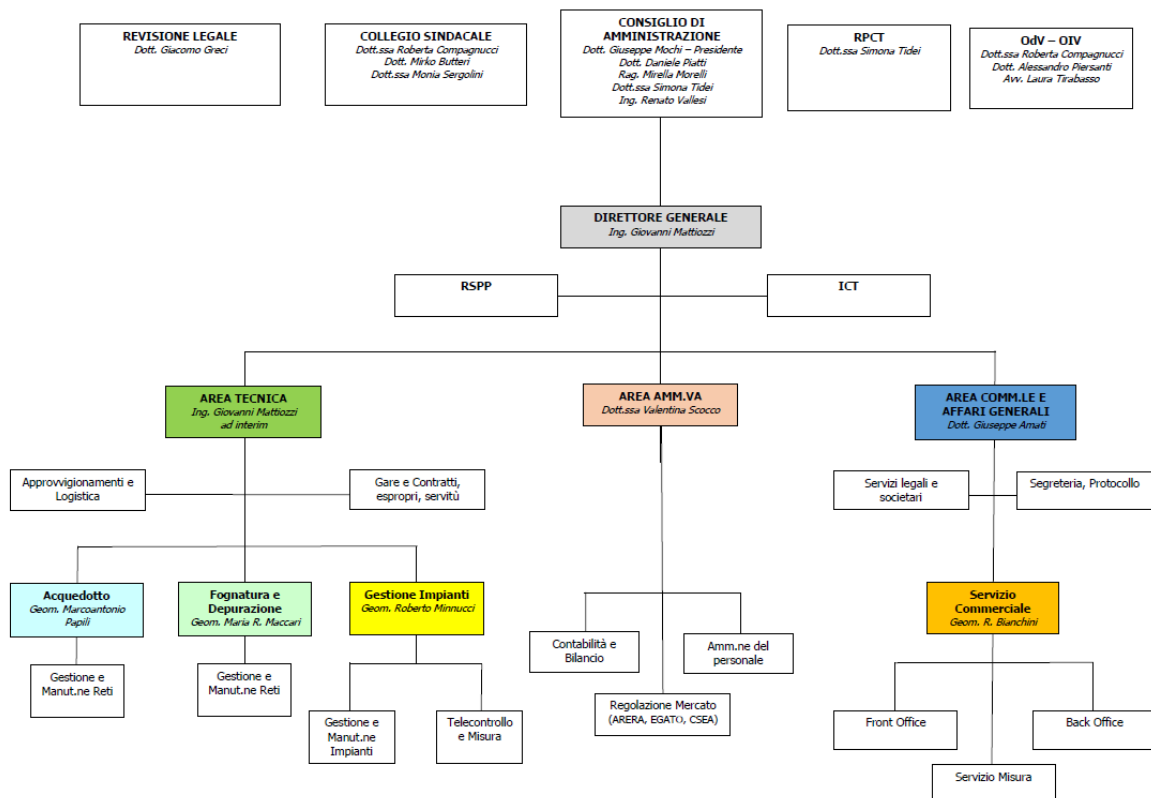 REVISIONE LEGALE
Dott. Giacomo Greci
COLLEGIO SINDACALE
Dott.ssa Roberta Compagnucci
Dott. Mirko Butteri
Dott.ssa Monia Sergolini
CONSIGLIO DI
AMMINISTRAZIONE
Dott. Giuseppe Mochi – Presidente
Dott. Daniele Piatti
Rag. Mirella Morelli
Dott.ssa Simona Tidei
Ing. Renato Vallesi
RPCT
Dott.ssa Simona Tidei
OdV – OIV
Dott.ssa Roberta Compagnucci
Dott. Alessandro Piersanti
Avv. Laura Tirabasso
DIRETTORE GENERALE
Ing. Giovanni Mattiozzi
RSPP
ICT
AREA TECNICA
Ing. Giovanni Mattiozzi
ad interim
AREA AMM.VA
Dott.ssa Valentina Scocco
AREA COMM.LE E
AFFARI GENERALI
Dott. Giuseppe Amati
Approvvigionamenti e
Logistica
Gare e Contratti,
espropri, servitù
Servizi legali e
societari
Segreteria, Protocollo
Acquedotto
Geom. Marcoantonio
Papili
Fognatura e
Depurazione
Geom. Maria R. Maccari
Gestione Impianti
Geom. Roberto Minnucci
Servizio
Commerciale
Geom. R. Bianchini
Gestione e
Manut.ne Reti
Gestione e
Manut.ne Reti
Contabilità e
Bilancio
Amm.ne del
personale
Gestione e
Manut.ne
Impianti
Telecontrollo
e Misura
Regolazione Mercato
(ARERA, EGATO, CSEA)
Front Office
Back Office
Servizio Misura